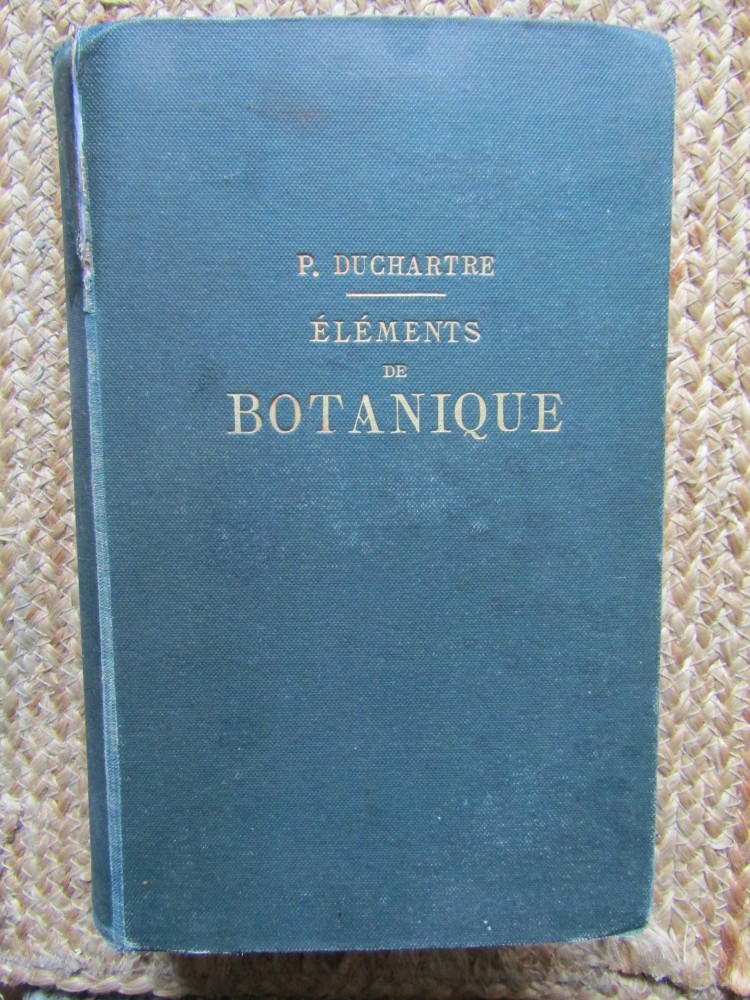 P. DUCHARTRE
ÉLÉMENTS
DE
BOTANIQUE